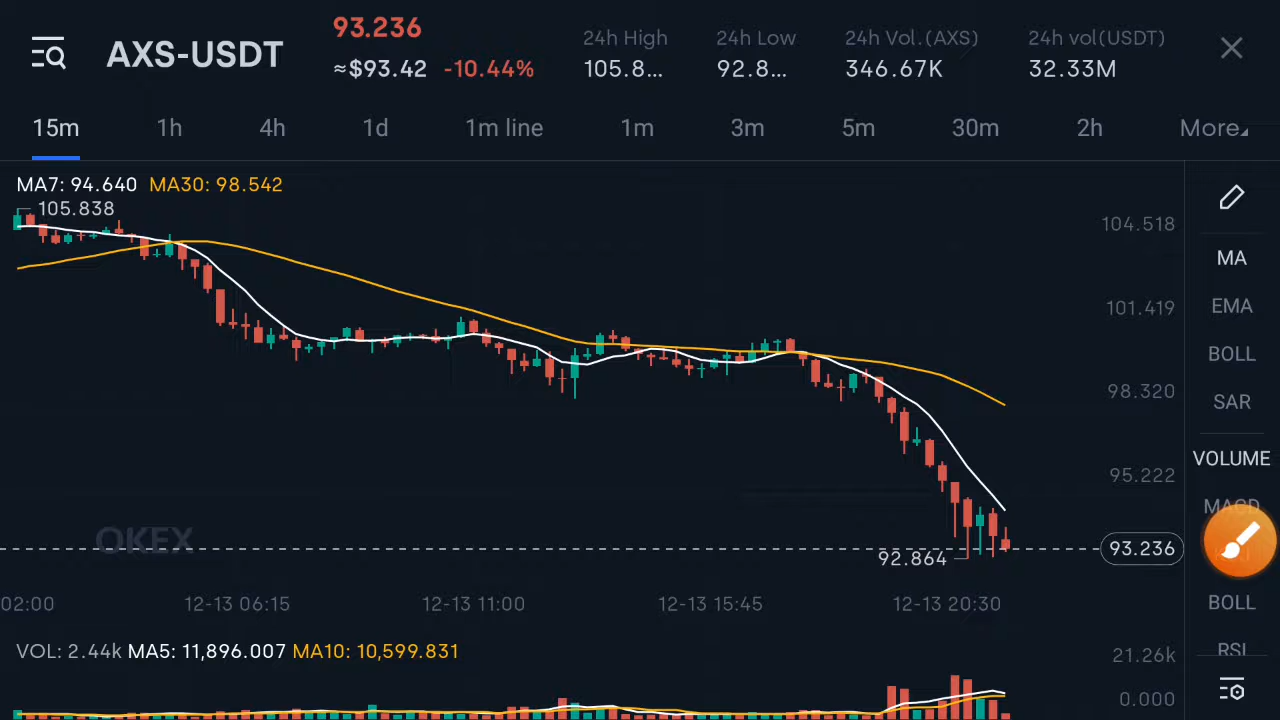 AXS-USDT
93.236
≈$93.42 -10.44%
24h High
105.8...
24h Low
92.8...
24h Vol.(AXS)
346.67K
24h vol(USDT)
32.33M
15m 1h 4h 1d 1m line 1m 3m 5m 30m 2h More
MA7: 94.640 MA30: 98.542
105.838
104.518
101.419
98.320
95.222
93.236
92.864
OKEX
02:00 12-13 06:15 12-13 11:00 12-13 15:45 12-13 20:30
VOL: 2.44k MA5: 11,896.007 MA10: 10,599.831
21.26k
0.000
MA
EMA
BOLL
SAR
VOLUME
MACD
BOLL
RSI